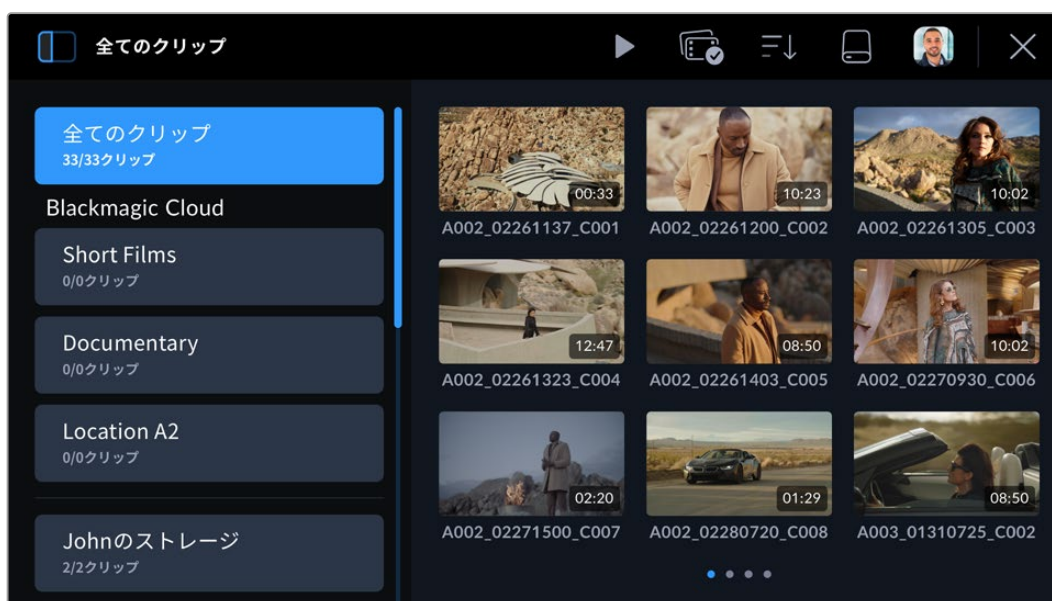 全てのクリップ
全てのクリップ
33/33クリップ
Blackmagic Cloud
Short Films
0/0クリップ
Documentary
0/0クリップ
Location A2
0/0クリップ
Johnのストレージ
2/2クリップ
00:33
10:23
10:02
A002_02261137_C001
A002_02261200_C002
A002_02261305_C003
12:47
08:50
10:02
A002_02261323_C004
A002_02261403_C005
A002_02270930_C006
02:20
01:29
08:50
A002_02271500_C007
A002_02280720_C008
A003_01310725_C002